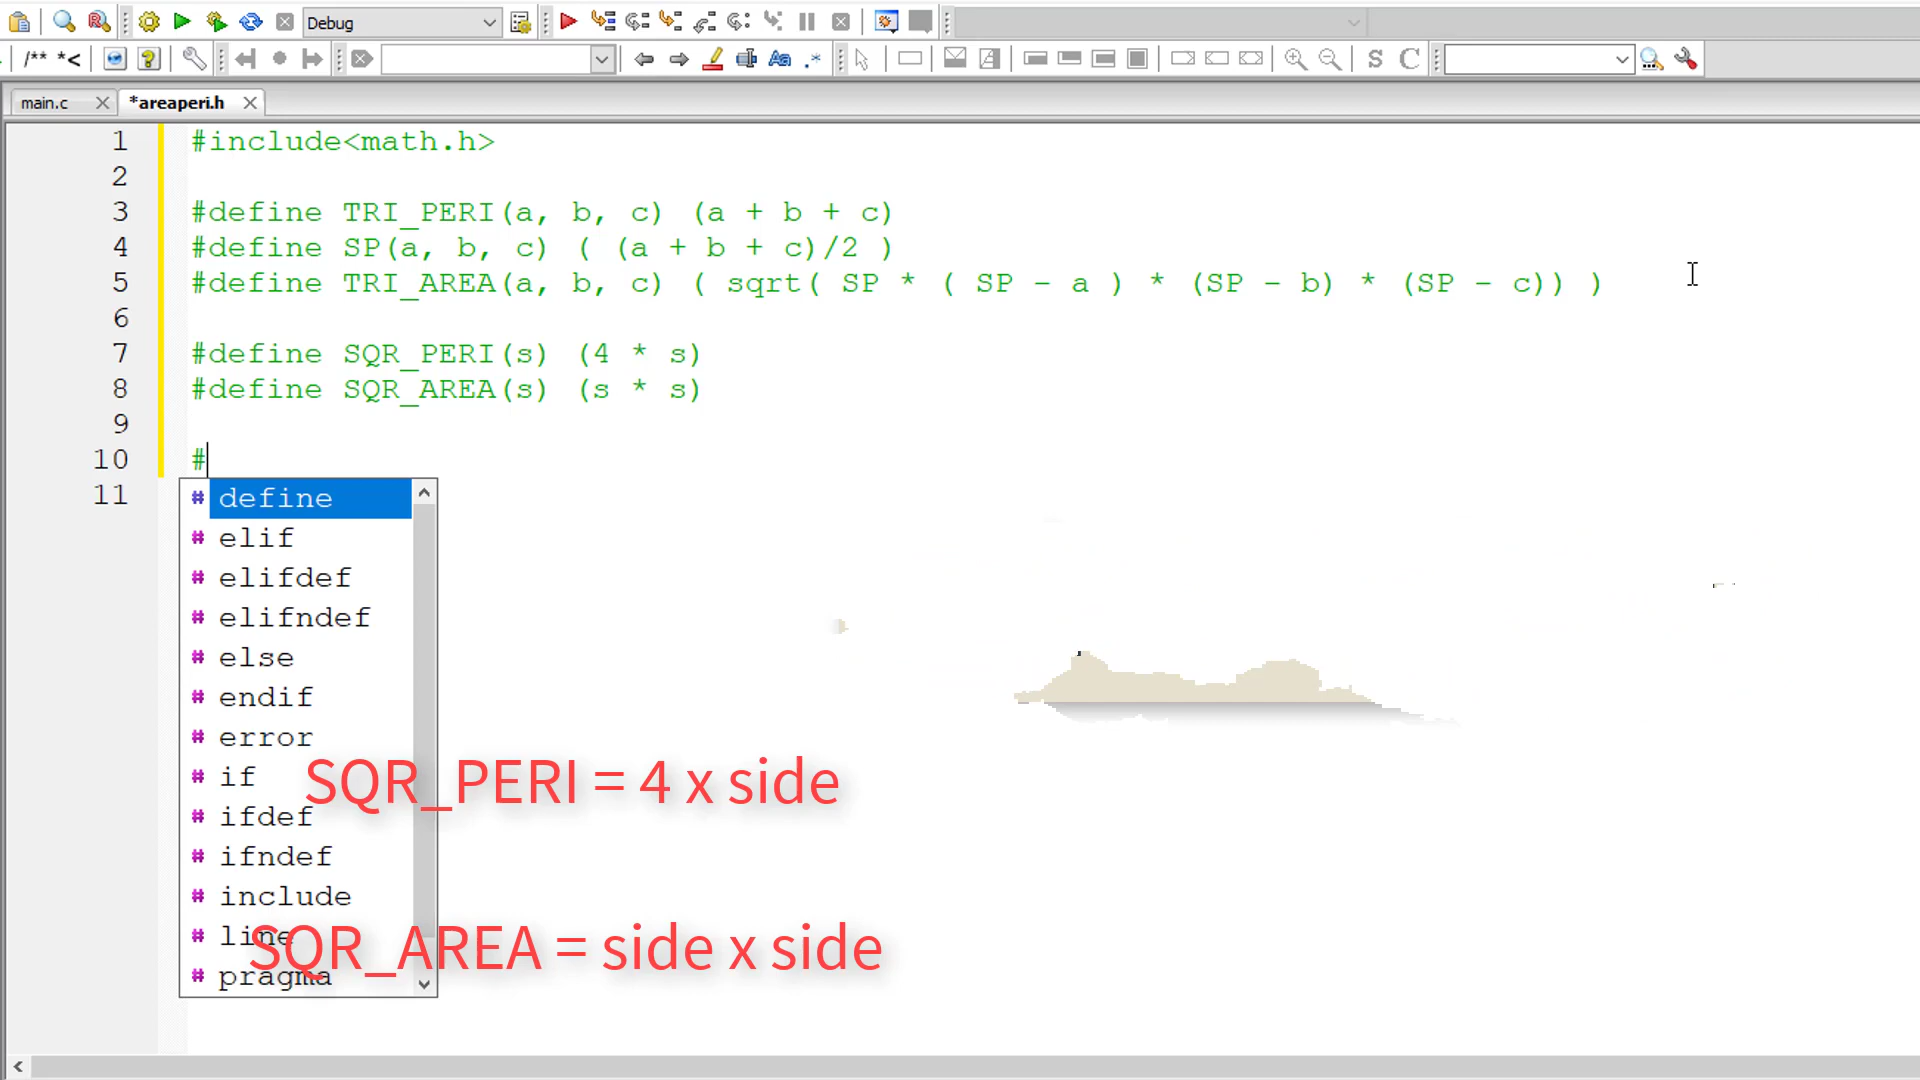 Debug
/** *<
Aa .*
S C
main.c *areaperi.h
1 #include<math.h>
2
3 #define TRI_PERI(a, b, c) (a + b + c)
4 #define SP(a, b, c) ( (a + b + c)/2 )
5 #define TRI_AREA(a, b, c) ( sqrt( SP * ( SP - a ) * (SP - b) * (SP - c)) )
6
7 #define SQR_PERI(s) (4 * s)
8 #define SQR_AREA(s) (s * s)
9
10 #
11
# define
# elif
# elifdef
# elifndef
# else
# endif
# error
# if
# ifdef
# ifndef
# include
# line
# pragma
SQR_PERI = 4 x side
SQR_AREA = side x side